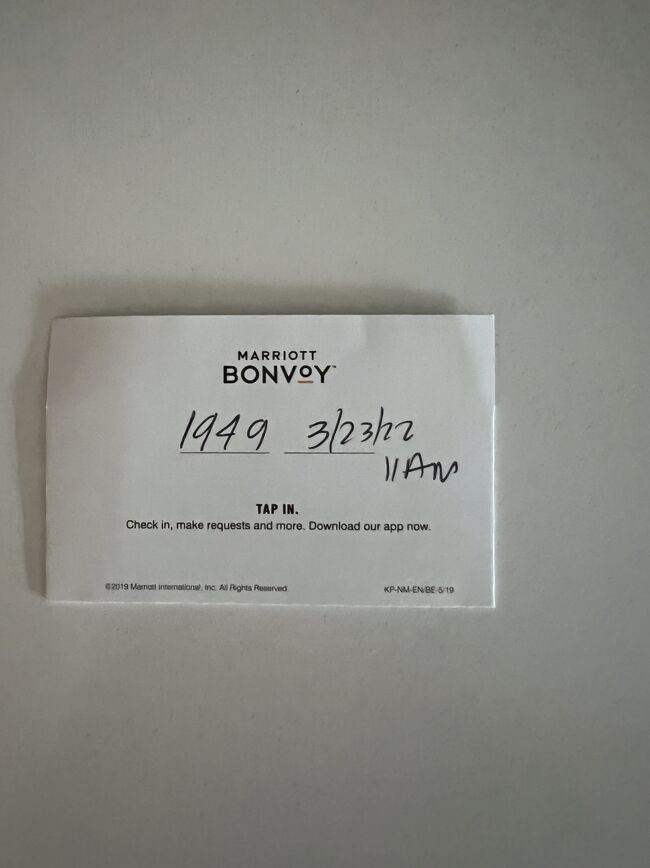 MARRIOTT
BONVOY™
1949 3/23/22
11AM
TAP IN.
Check in, make requests and more. Download our app now.
©2019 Marriott International, Inc. All Rights Reserved KP-NM-EN/BE-5/19